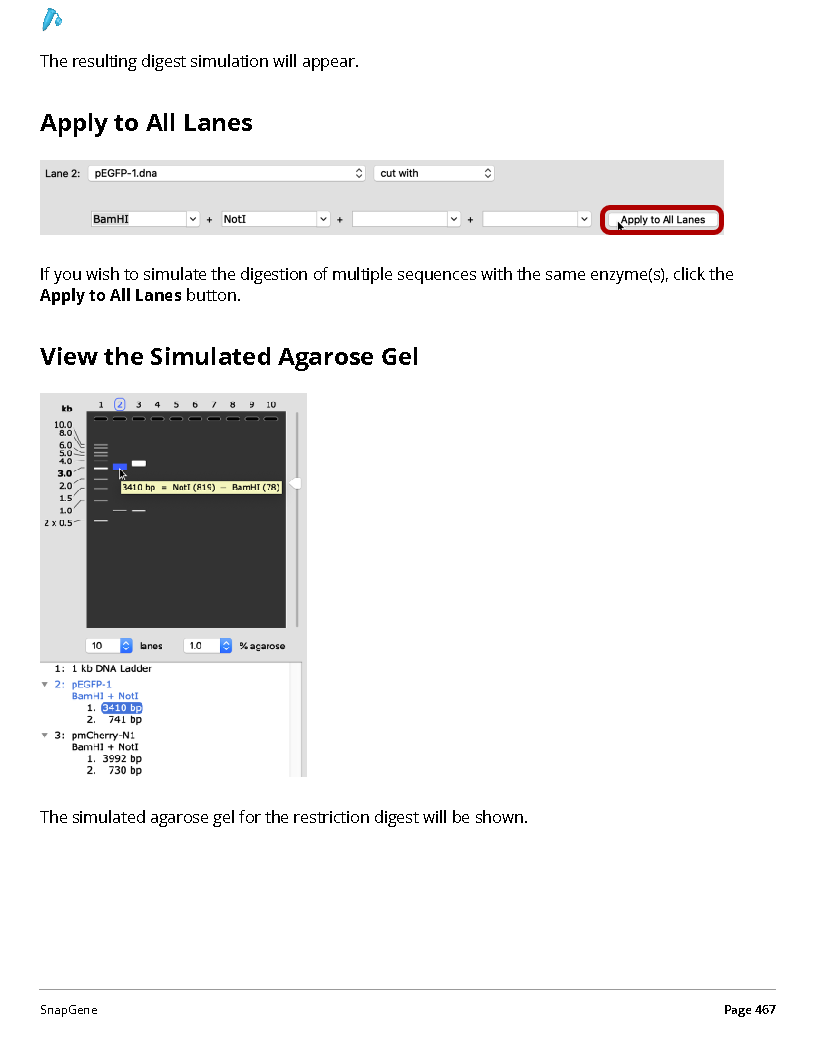 The resulting digest simulation will appear.
Apply to All Lanes
Lane 2: pEGFP-1.dna cut with
BamHI + NotI + + Apply to All Lanes
If you wish to simulate the digestion of multiple sequences with the same enzyme(s), click the
Apply to All Lanes button.
View the Simulated Agarose Gel
kb 1 2 3 4 5 6 7 8 9 10
10.0
8.0
6.0
5.0
4.0
3.0
2.0
1.5
1.0
2 x 0.5
3410 bp = NotI (819) – BamHI (78)
10 lanes 1.0 % agarose
1: 1 kb DNA Ladder
2: pEGFP-1
BamHI + NotI
1. 3410 bp
2. 741 bp
3: pmCherry-N1
BamHI + NotI
1. 3992 bp
2. 730 bp
The simulated agarose gel for the restriction digest will be shown.
SnapGene Page 467